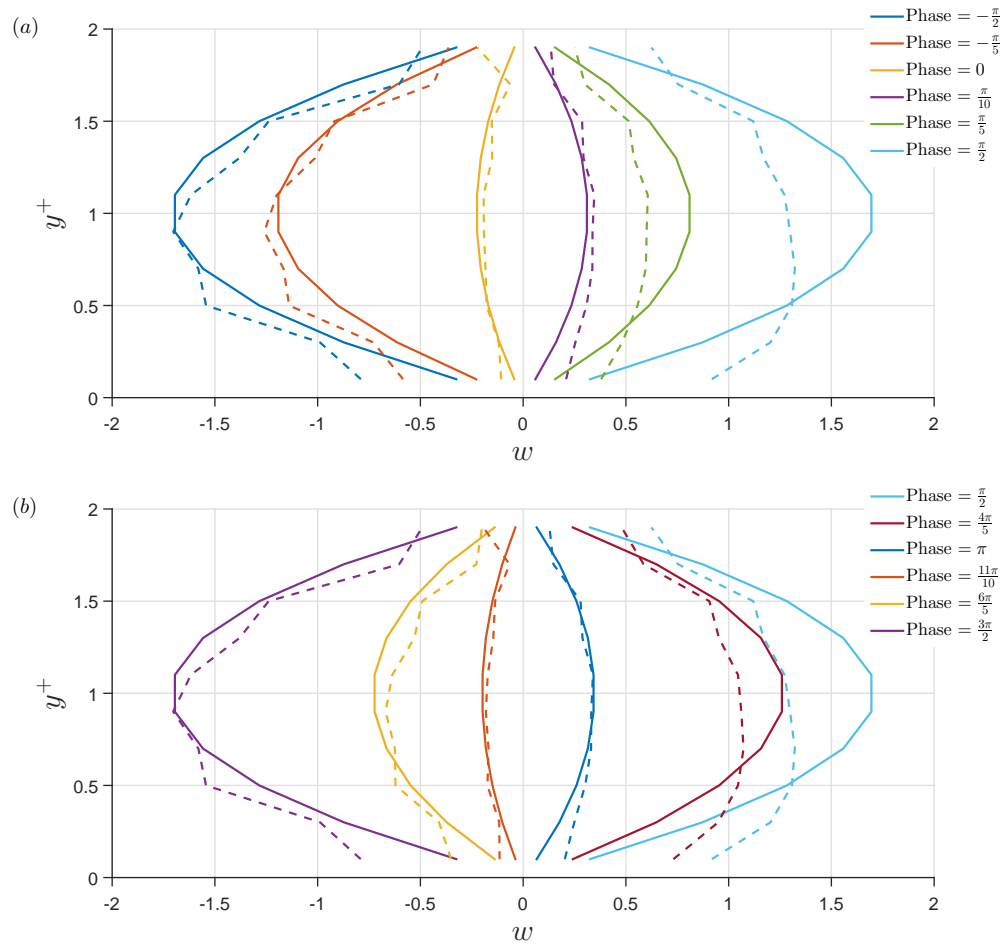 (a)
2
1.5
1
0.5
0
y⁺
-2
-1.5
-1
-0.5
0
0.5
1
1.5
2
w
Phase = −π/2
Phase = −π/5
Phase = 0
Phase = π/10
Phase = π/5
Phase = π/2
(b)
2
1.5
1
0.5
0
y⁺
-2
-1.5
-1
-0.5
0
0.5
1
1.5
2
w
Phase = π/2
Phase = 4π/5
Phase = π
Phase = 11π/10
Phase = 6π/5
Phase = 3π/2